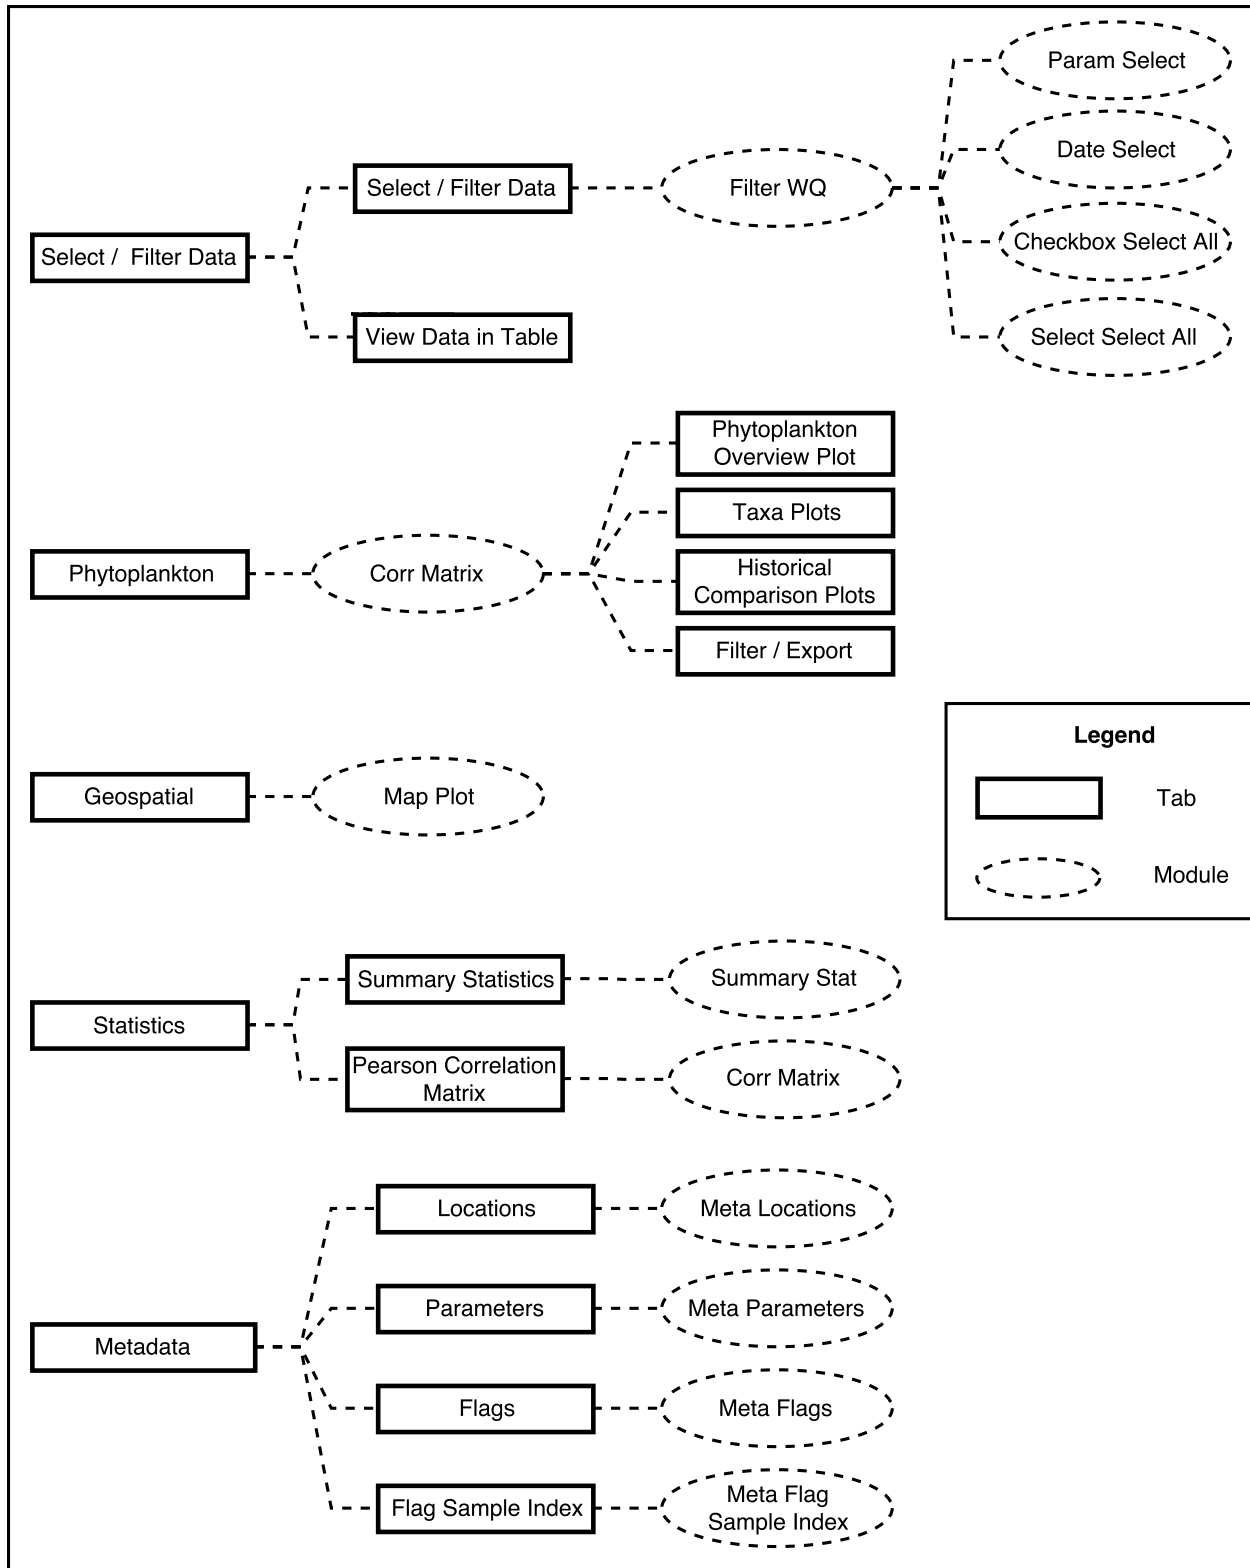 Param Select
Date Select
Select / Filter Data
Filter WQ
Checkbox Select All
Select /  Filter Data
View Data in Table
Select Select All
Phytoplankton
Overview Plot
Taxa Plots
Phytoplankton
Corr Matrix
Historical
Comparison Plots
Filter / Export
Legend
Tab
Module
Geospatial
Map Plot
Summary Statistics
Summary Stat
Statistics
Pearson Correlation
Matrix
Corr Matrix
Locations
Meta Locations
Parameters
Meta Parameters
Metadata
Flags
Meta Flags
Flag Sample Index
Meta Flag
Sample Index